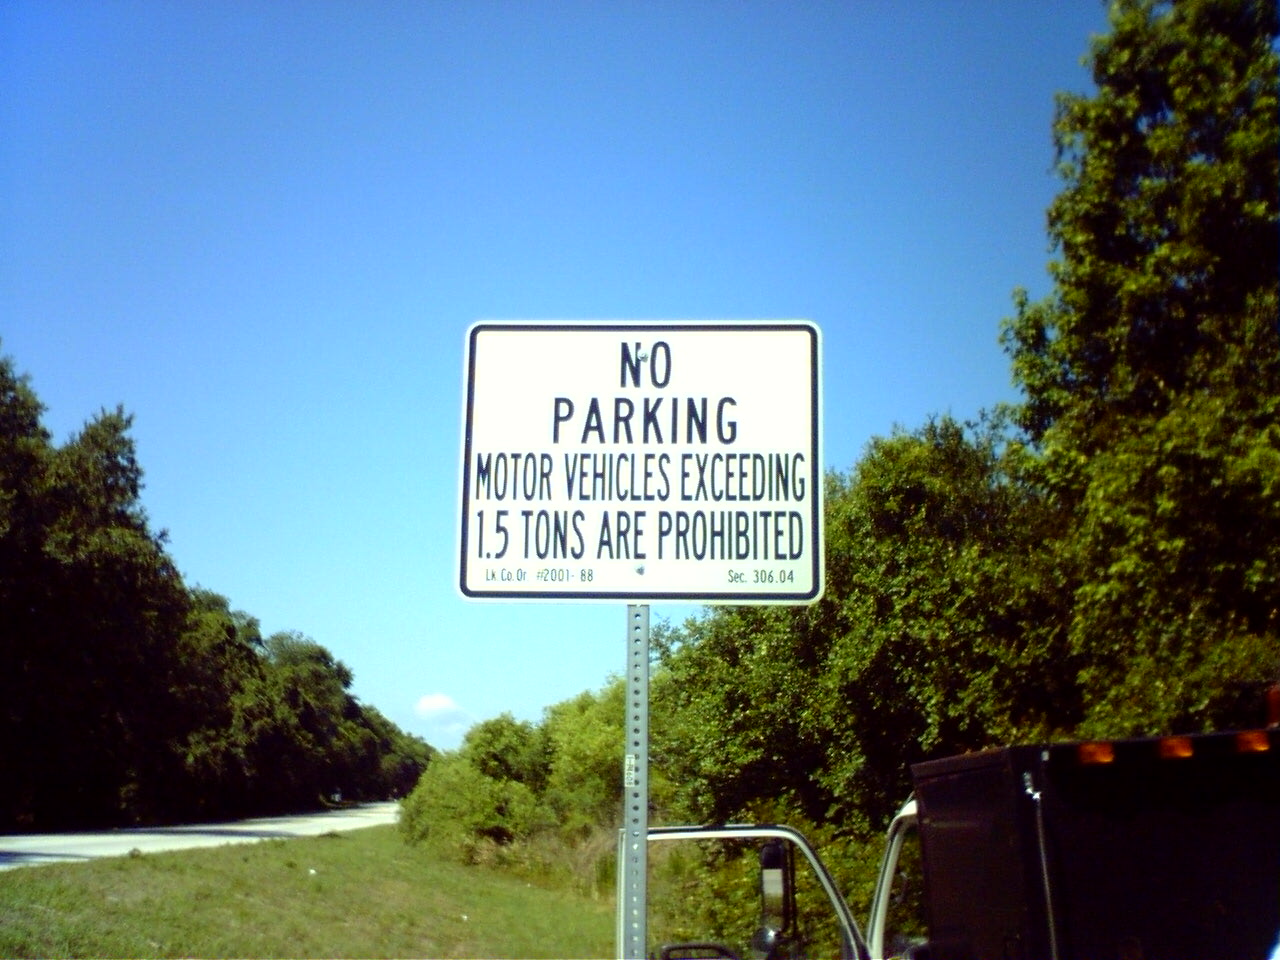 NO
PARKING
MOTOR VEHICLES EXCEEDING
1.5 TONS ARE PROHIBITED
Lk. Co. Or #2001-88 Sec. 306.04